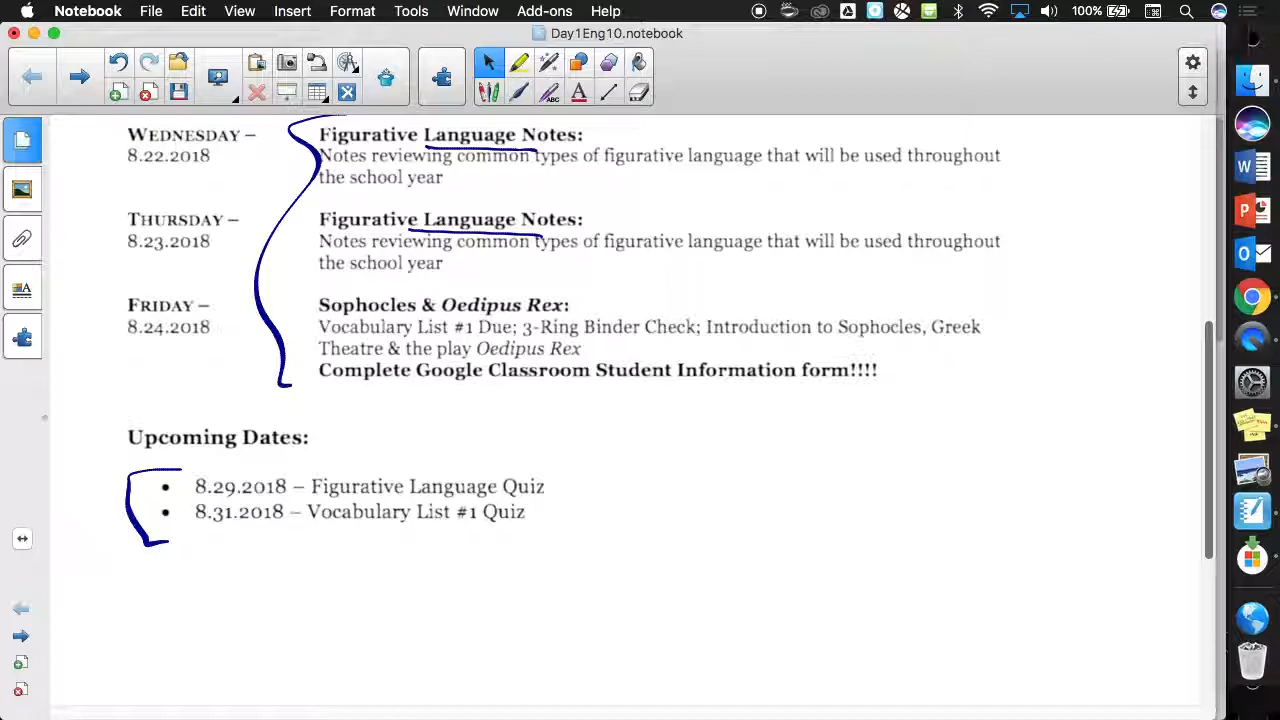 Notebook File Edit View Insert Format Tools Window Add-ons Help 100%
Day1Eng10.notebook
WEDNESDAY –
8.22.2018
Figurative Language Notes:
Notes reviewing common types of figurative language that will be used throughout
the school year
THURSDAY –
8.23.2018
Figurative Language Notes:
Notes reviewing common types of figurative language that will be used throughout
the school year
FRIDAY –
8.24.2018
Sophocles & Oedipus Rex:
Vocabulary List #1 Due; 3-Ring Binder Check; Introduction to Sophocles, Greek
Theatre & the play Oedipus Rex
Complete Google Classroom Student Information form!!!!
Upcoming Dates:
• 8.29.2018 – Figurative Language Quiz
• 8.31.2018 – Vocabulary List #1 Quiz